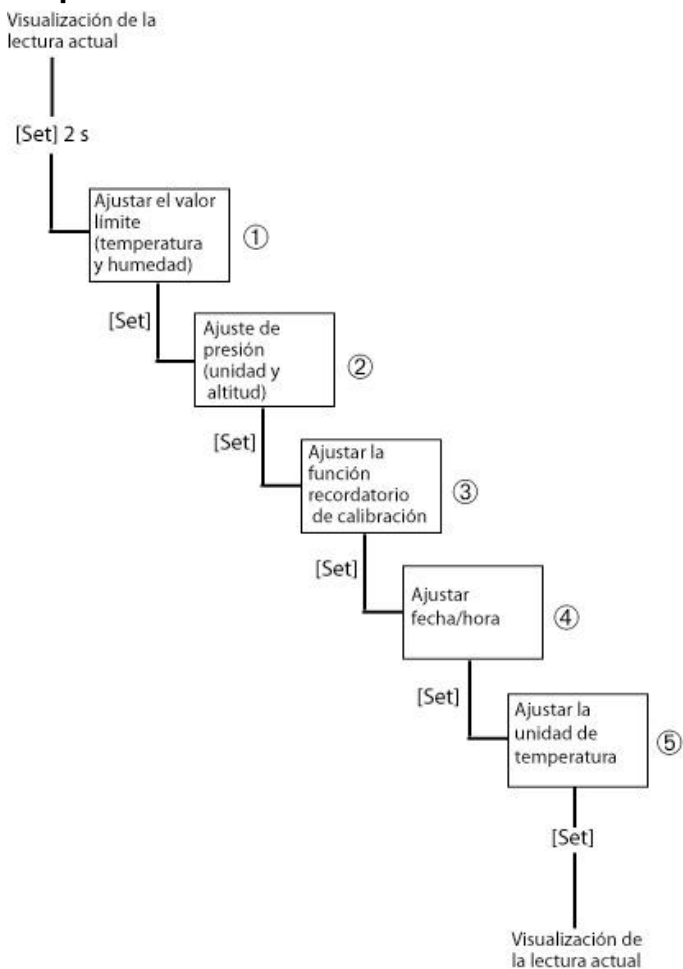 Visualización de la
lectura actual
[Set] 2 s
Ajustar el valor
límite
(temperatura
y humedad)
①
[Set]
Ajuste de
presión
(unidad y
altitud)
②
[Set]
Ajustar la
función
recordatorio
de calibración
③
[Set]
Ajustar
fecha/hora
④
[Set]
Ajustar la
unidad de
temperatura
⑤
[Set]
Visualización de
la lectura actual